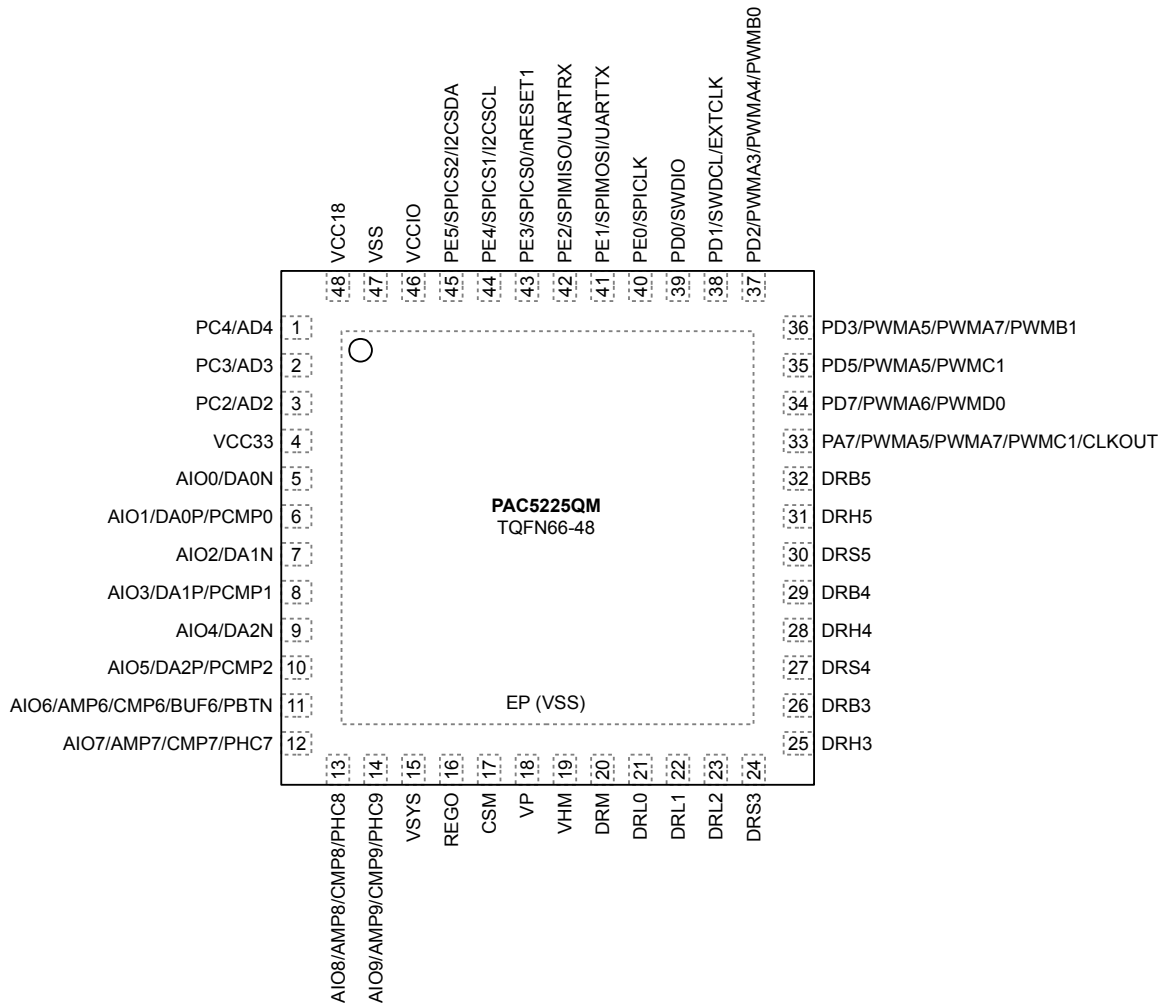 VCC18
VSS
VCCIO
PE5/SPICS2/I2CSDA
PE4/SPICS1/I2CSCL
PE3/SPICS0/nRESET1
PE2/SPIMISO/UARTRX
PE1/SPIMOSI/UARTTX
PE0/SPICLK
PD0/SWDIO
PD1/SWDCL/EXTCLK
PD2/PWMA3/PWMA4/PWMB0
48
47
46
45
44
43
42
41
40
39
38
37
PC4/AD4 1
PC3/AD3 2
PC2/AD2 3
VCC33 4
AIO0/DA0N 5
AIO1/DA0P/PCMP0 6
AIO2/DA1N 7
AIO3/DA1P/PCMP1 8
AIO4/DA2N 9
AIO5/DA2P/PCMP2 10
AIO6/AMP6/CMP6/BUF6/PBTN 11
AIO7/AMP7/CMP7/PHC7 12
PAC5225QM
TQFN66-48
EP (VSS)
36 PD3/PWMA5/PWMA7/PWMB1
35 PD5/PWMA5/PWMC1
34 PD7/PWMA6/PWMD0
33 PA7/PWMA5/PWMA7/PWMC1/CLKOUT
32 DRB5
31 DRH5
30 DRS5
29 DRB4
28 DRH4
27 DRS4
26 DRB3
25 DRH3
13
14
15
16
17
18
19
20
21
22
23
24
AIO8/AMP8/CMP8/PHC8
AIO9/AMP9/CMP9/PHC9
VSYS
REGO
CSM
VP
VHM
DRM
DRL0
DRL1
DRL2
DRS3